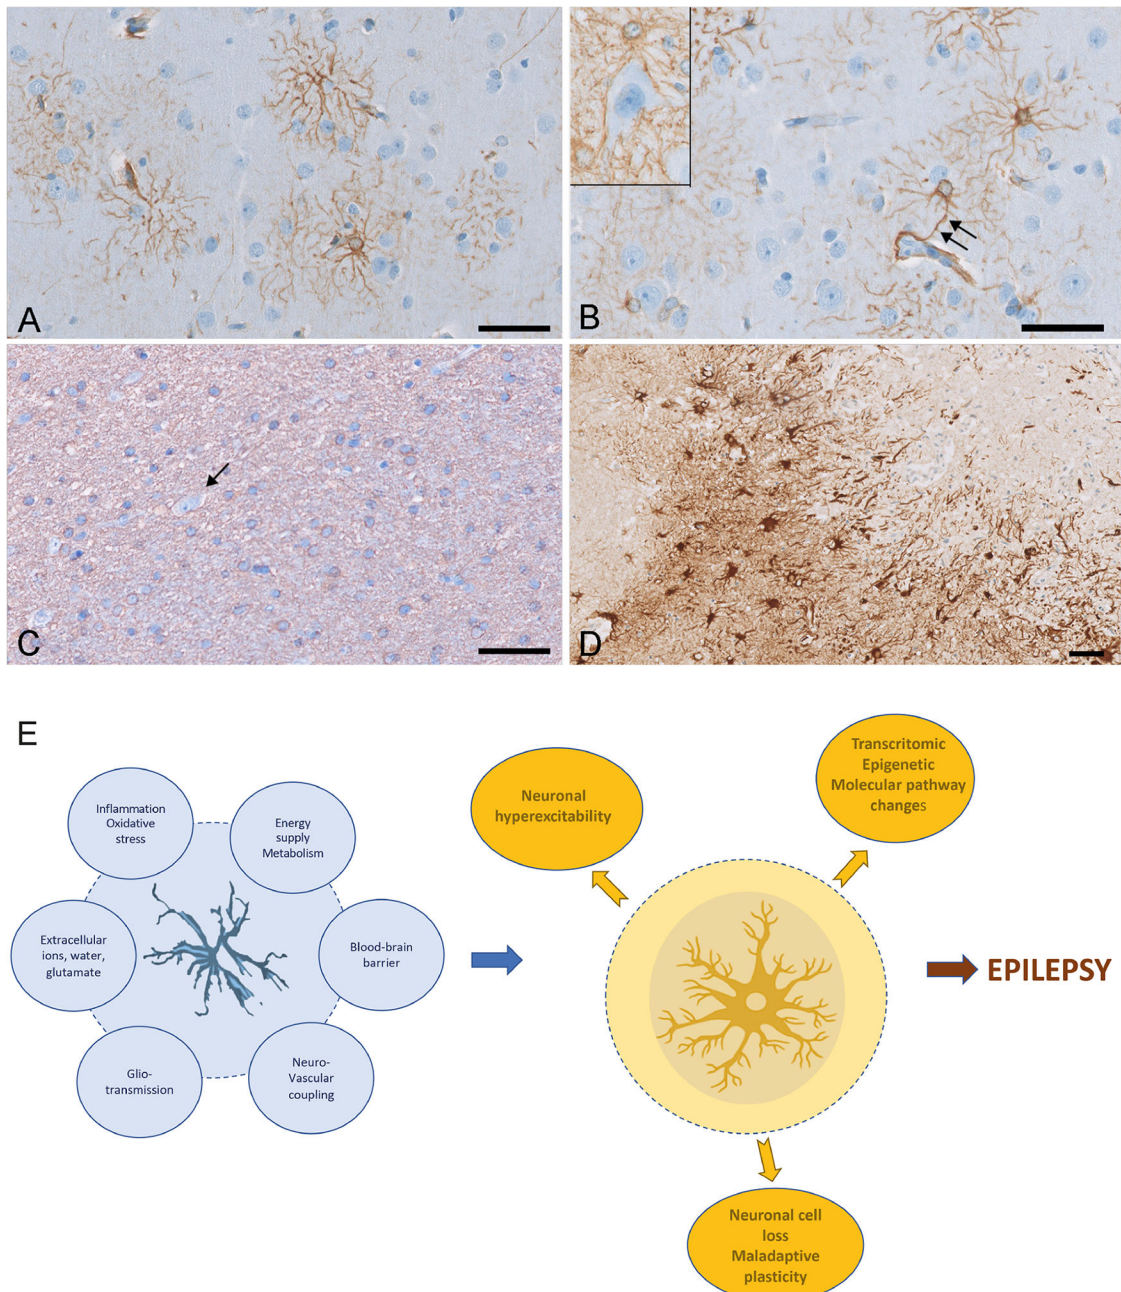 A
B
C
D
E
Inflammation
Oxidative
stress
Energy
supply
Metabolism
Extracellular
ions, water,
glutamate
Blood-brain
barrier
Glio-
transmission
Neuro-
Vascular
coupling
Neuronal
hyperexcitability
Transcritomic
Epigenetic
Molecular pathway
changes
Neuronal cell
loss
Maladaptive
plasticity
EPILEPSY